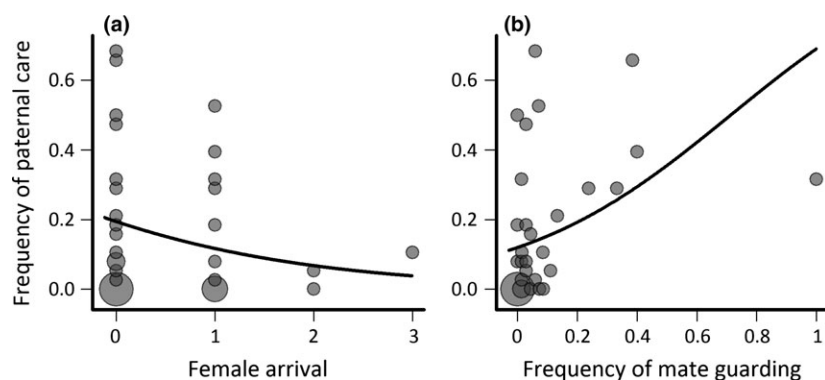 (a)
Frequency of paternal care
0.6
0.4
0.2
0.0
0 1 2 3
Female arrival
(b)
0.6
0.4
0.2
0.0
0 0.2 0.4 0.6 0.8 1
Frequency of mate guarding